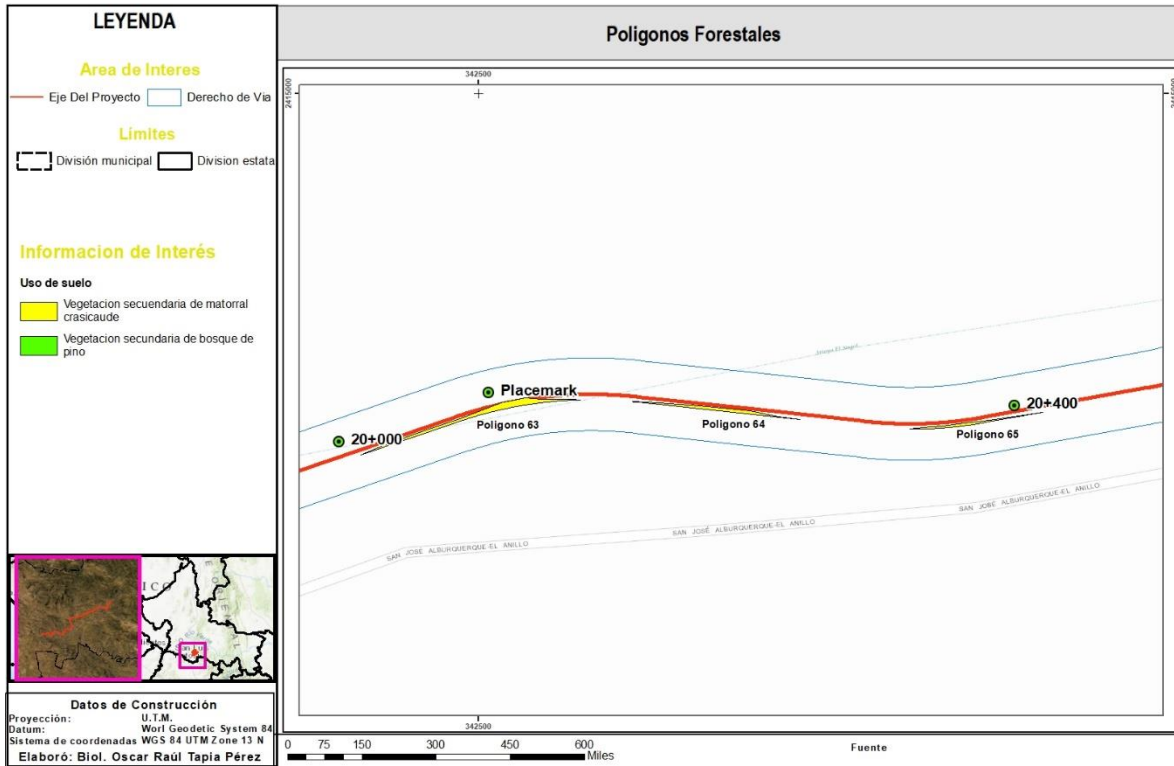 LEYENDA
Area de Interes
Eje Del Proyecto
Derecho de Via
Límites
División municipal
Division estata
Informacion de Interés
Uso de suelo
Vegetacion secuendaria de matorral
crasicaude
Vegetacion secundaria de bosque de
pino
Datos de Construcción
Proyección: U.T.M.
Datum: Worl Geodetic System 84
Sistema de coordenadas WGS 84 UTM Zone 13 N
Elaboró: Biol. Oscar Raúl Tapia Pérez
Poligonos Forestales
342500
2415000
Placemark
20+000
20+400
Poligono 63
Poligono 64
Poligono 65
SAN JOSÉ ALBURQUERQUE-EL ANILLO
SAN JOSÉ ALBURQUERQUE-EL ANILLO
SAN JOSÉ ALBURQUERQUE-EL ANILLO
342500
0 75 150 300 450 600
Miles
Fuente